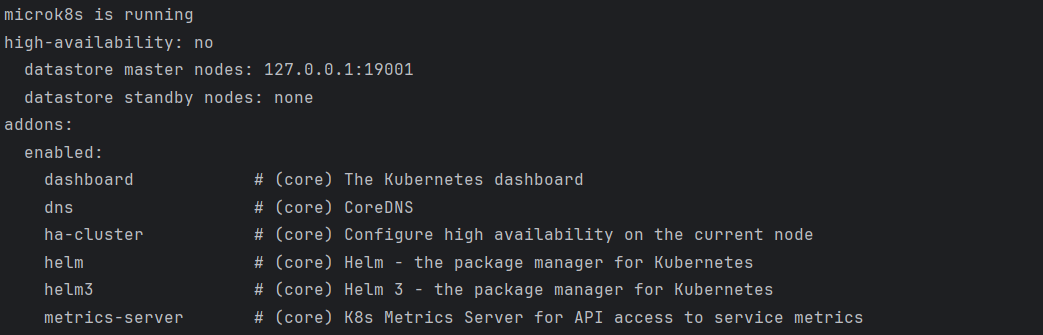 microk8s is running
high-availability: no
  datastore master nodes: 127.0.0.1:19001
  datastore standby nodes: none
addons:
  enabled:
    dashboard            # (core) The Kubernetes dashboard
    dns                  # (core) CoreDNS
    ha-cluster           # (core) Configure high availability on the current node
    helm                 # (core) Helm - the package manager for Kubernetes
    helm3                # (core) Helm 3 - the package manager for Kubernetes
    metrics-server       # (core) K8s Metrics Server for API access to service metrics